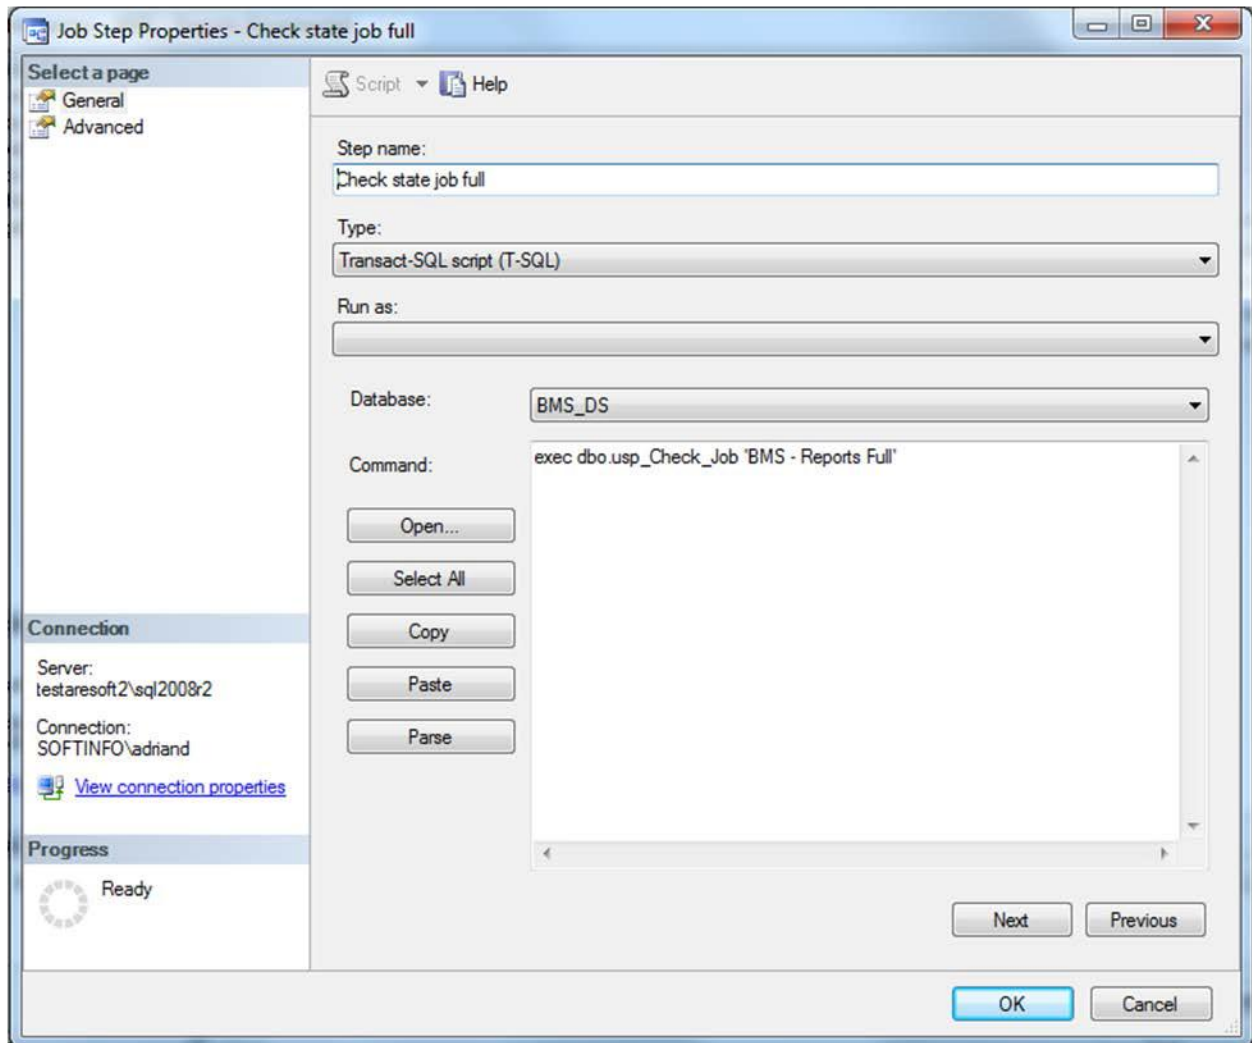 Job Step Properties - Check state job full
Select a page
General
Advanced
Script
Help
Step name:
Check state job full
Type:
Transact-SQL script (T-SQL)
Run as:
Database:
BMS_DS
Command:
exec dbo.usp_Check_Job 'BMS - Reports Full'
Open...
Select All
Copy
Paste
Parse
Connection
Server:
testaresoft2\sql2008r2
Connection:
SOFTINFO\adriand
View connection properties
Progress
Ready
Next
Previous
OK
Cancel